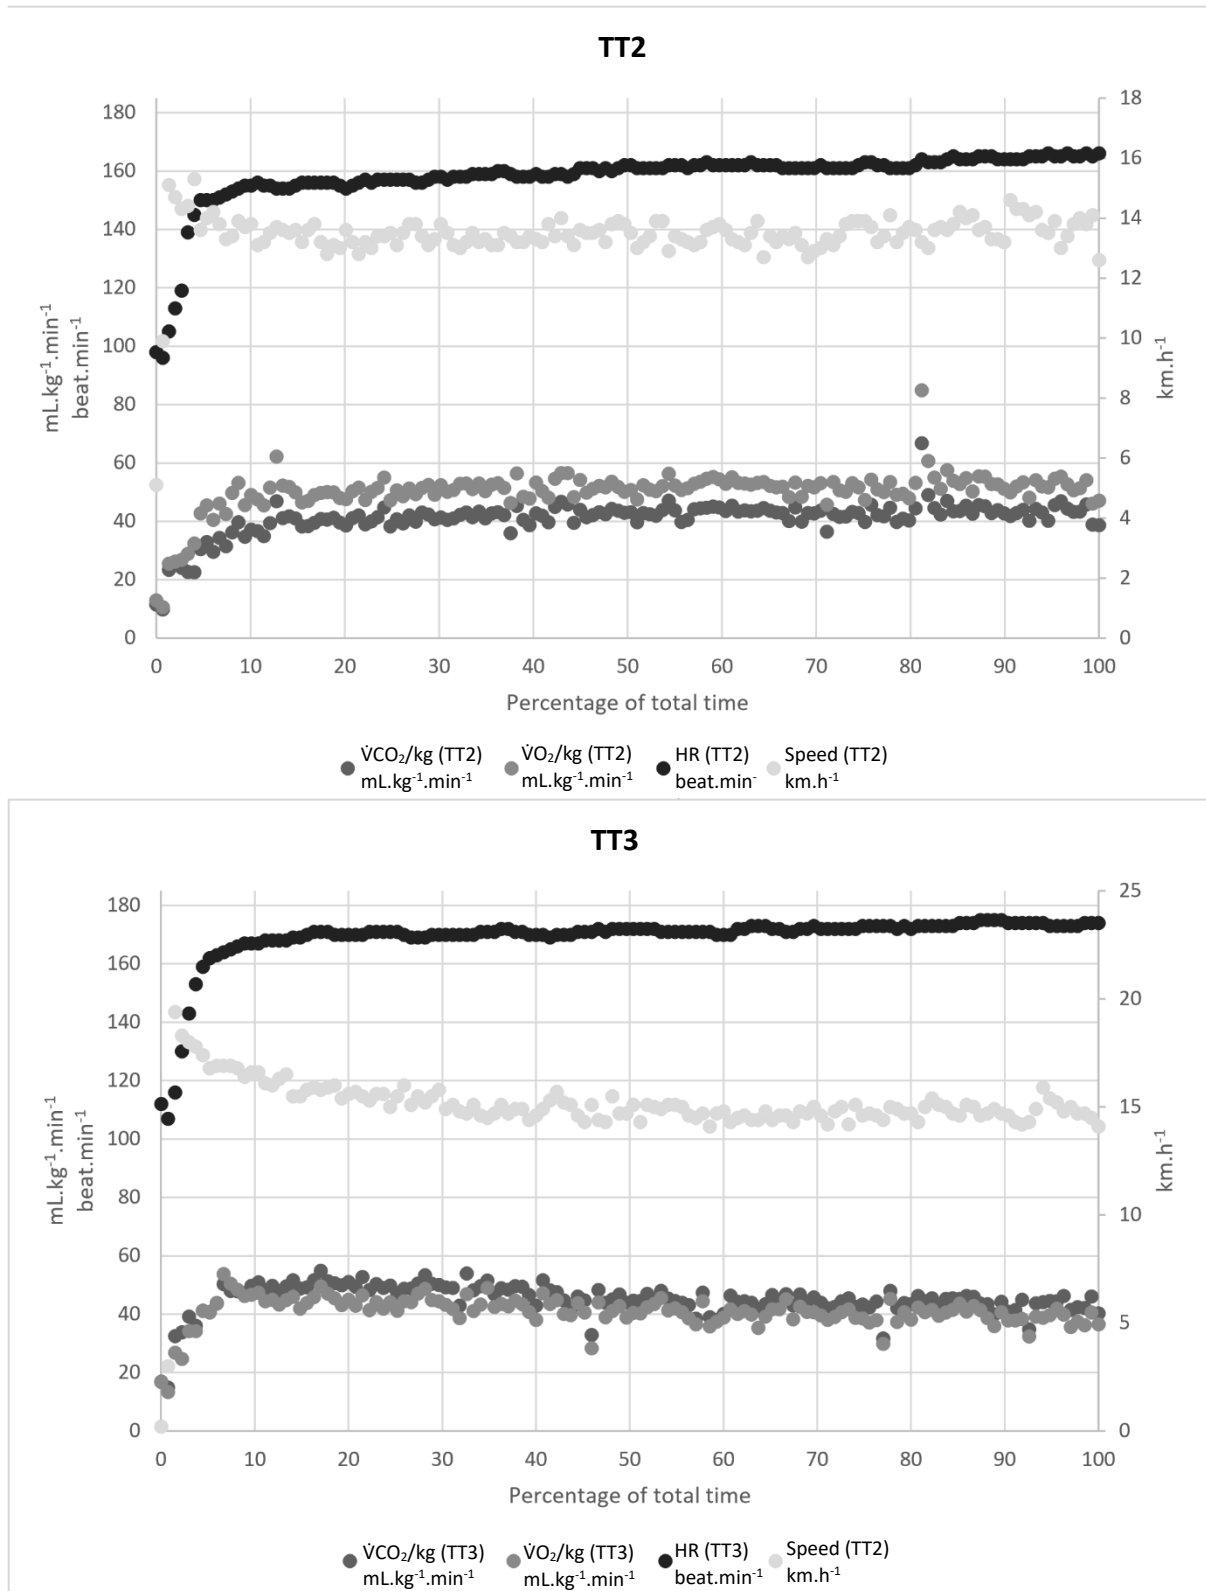 TT2
180
160
140
120
100
80
60
40
20
0
18
16
14
12
10
8
6
4
2
0
mL.kg⁻¹.min⁻¹
beat.min⁻¹
km.h⁻¹
0 10 20 30 40 50 60 70 80 90 100
Percentage of total time
V̇CO₂/kg (TT2) V̇O₂/kg (TT2) HR (TT2) Speed (TT2)
mL.kg⁻¹.min⁻¹ mL.kg⁻¹.min⁻¹ beat.min⁻ km.h⁻¹
TT3
180
160
140
120
100
80
60
40
20
0
25
20
15
10
5
0
mL.kg⁻¹.min⁻¹
beat.min⁻¹
km.h⁻¹
0 10 20 30 40 50 60 70 80 90 100
Percentage of total time
V̇CO₂/kg (TT3) V̇O₂/kg (TT3) HR (TT3) Speed (TT2)
mL.kg⁻¹.min⁻¹ mL.kg⁻¹.min⁻¹ beat.min⁻¹ km.h⁻¹